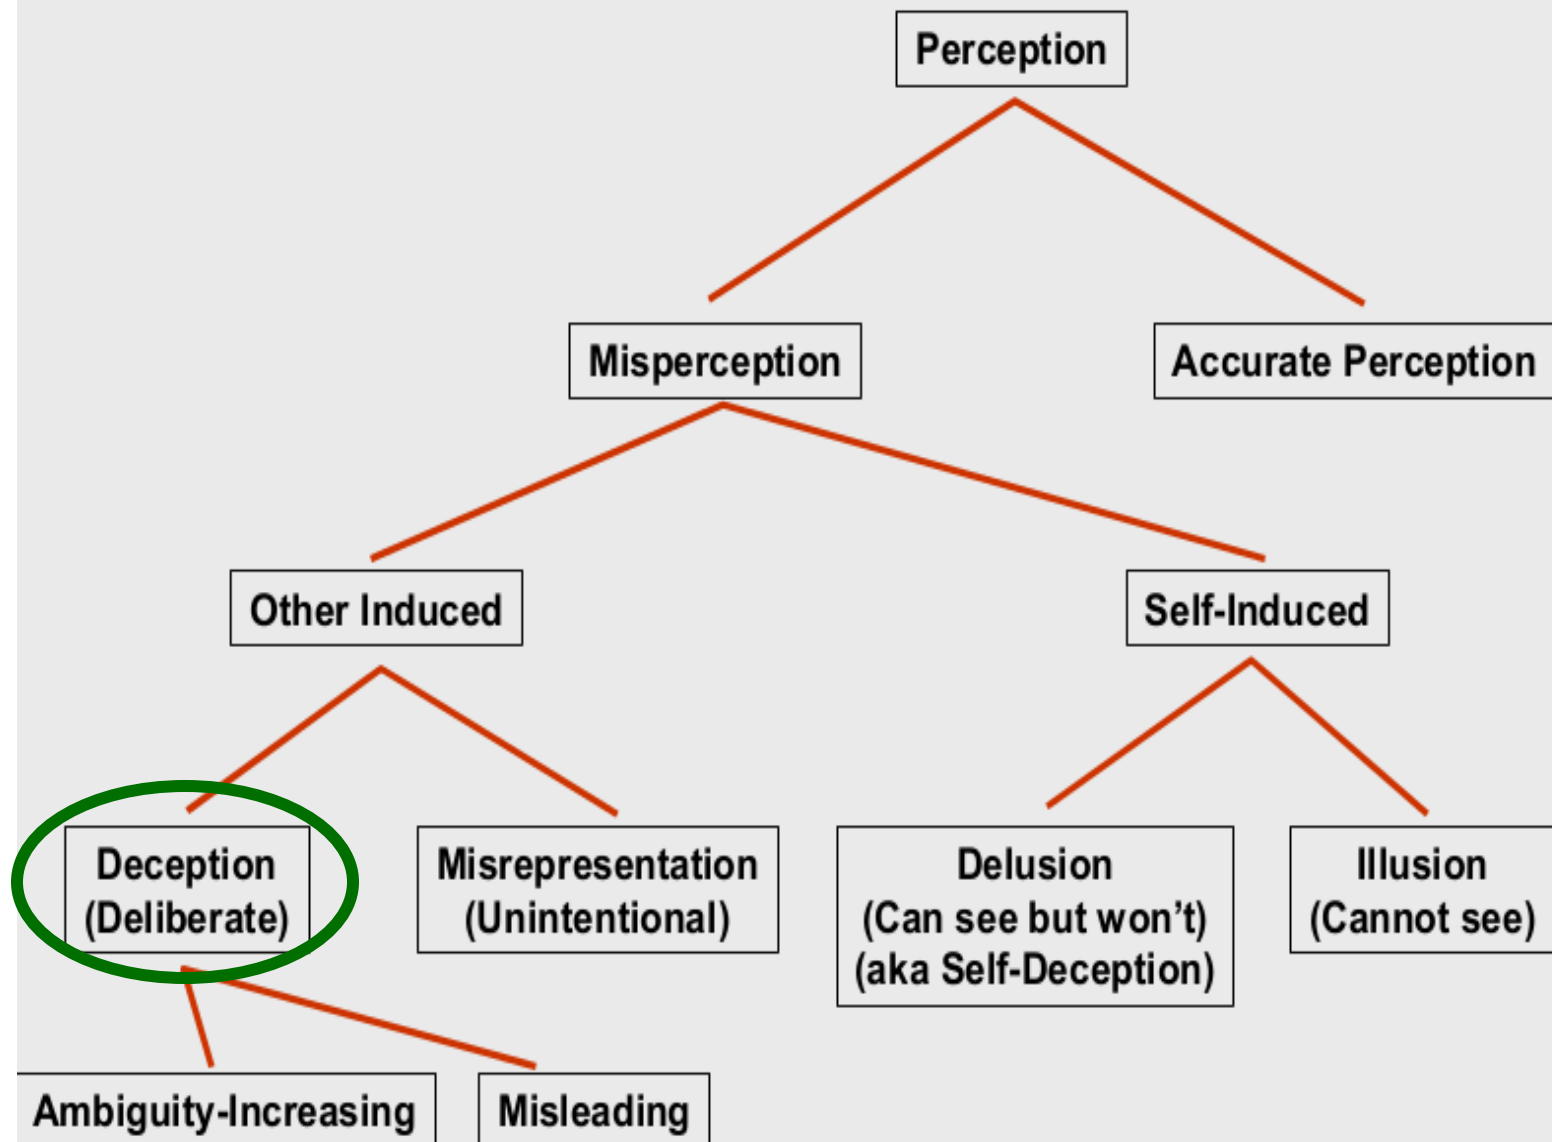 Perception
Misperception
Accurate Perception
Other Induced
Self-Induced
Deception
(Deliberate)
Misrepresentation
(Unintentional)
Delusion
(Can see but won’t)
(aka Self-Deception)
Illusion
(Cannot see)
Ambiguity-Increasing
Misleading